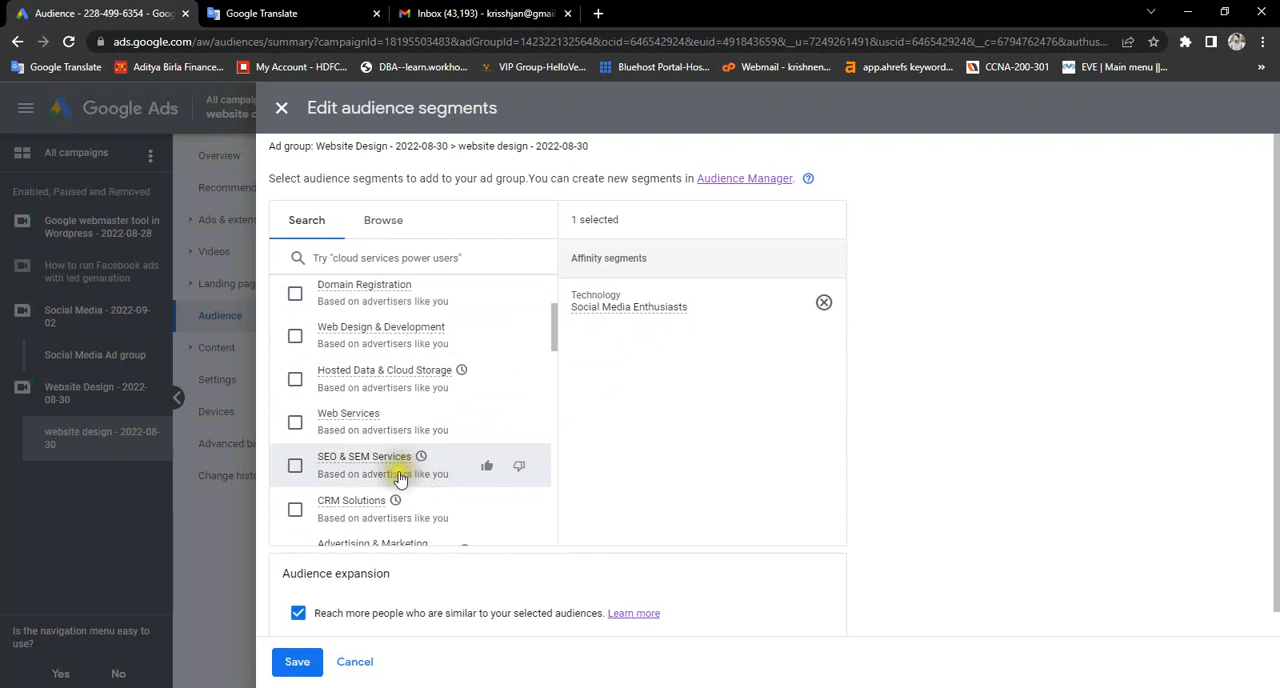 Audience - 228-499-6354 - Goog
Google Translate
Inbox (43,193) - krisshjan@gmai
ads.google.com/aw/audiences/summary?campaignId=18195503483&adGroupId=142322132564&ocid=646542924&euid=491843659&__u=7249261491&uscid=646542924&__c=6794762476&authus...
Google Translate
Aditya Birla Finance...
My Account - HDFC...
DBA--learn.workho...
VIP Group-HelloVe...
Bluehost Portal-Hos...
Webmail - krishnen...
app.ahrefs keyword...
CCNA-200-301
EVE | Main menu ||...
Google Ads
All campai
website d
Edit audience segments
All campaigns
Enabled, Paused and Removed
Google webmaster tool in
Wordpress - 2022-08-28
How to run Facebook ads
with led genaration
Social Media - 2022-09-
02
Social Media Ad group
Website Design - 2022-
08-30
website design - 2022-08-
30
Is the navigation menu easy to
use?
Yes
No
Overview
Recommen
Ads & exten
Videos
Landing pag
Audience
Content
Settings
Devices
Advanced bi
Change histo
Ad group: Website Design - 2022-08-30 > website design - 2022-08-30
Select audience segments to add to your ad group.You can create new segments in Audience Manager.
Search
Browse
1 selected
Try "cloud services power users"
Affinity segments
Technology
Social Media Enthusiasts
Domain Registration
Based on advertisers like you
Web Design & Development
Based on advertisers like you
Hosted Data & Cloud Storage
Based on advertisers like you
Web Services
Based on advertisers like you
SEO & SEM Services
Based on advertisers like you
CRM Solutions
Based on advertisers like you
Advertising & Marketing
Audience expansion
Reach more people who are similar to your selected audiences. Learn more
Save
Cancel